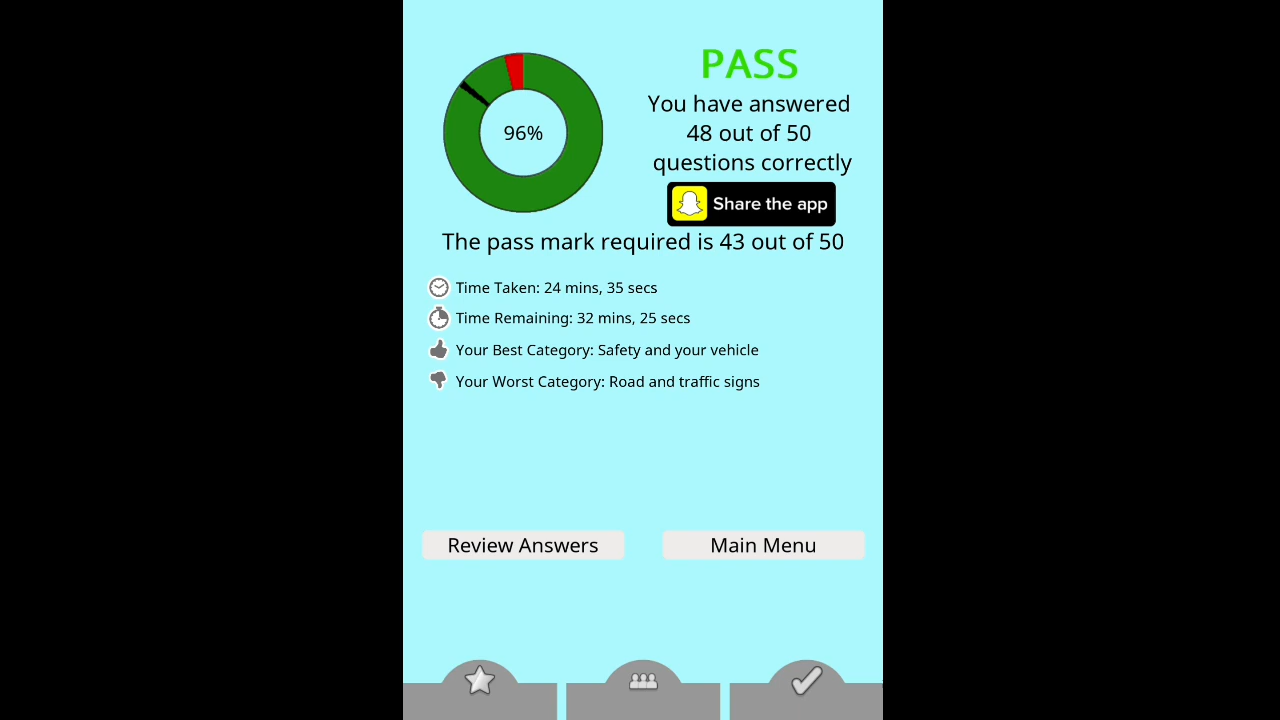 96%
PASS
You have answered
48 out of 50
questions correctly
Share the app
The pass mark required is 43 out of 50
Time Taken: 24 mins, 35 secs
Time Remaining: 32 mins, 25 secs
Your Best Category: Safety and your vehicle
Your Worst Category: Road and traffic signs
Review Answers
Main Menu